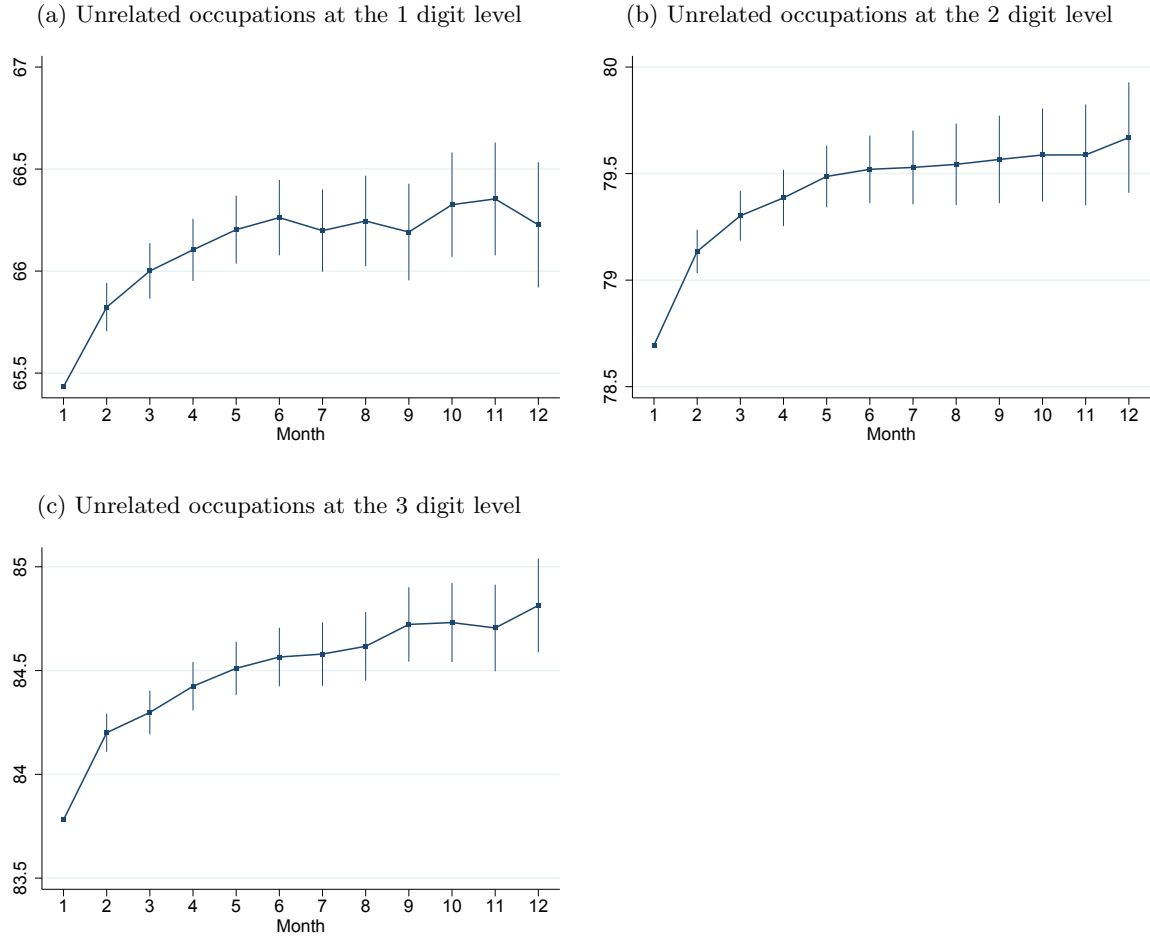 (a) Unrelated occupations at the 1 digit level
67
66.5
66
65.5
1 2 3 4 5 6 7 8 9 10 11 12
Month
(b) Unrelated occupations at the 2 digit level
80
79.5
79
78.5
1 2 3 4 5 6 7 8 9 10 11 12
Month
(c) Unrelated occupations at the 3 digit level
85
84.5
84
83.5
1 2 3 4 5 6 7 8 9 10 11 12
Month